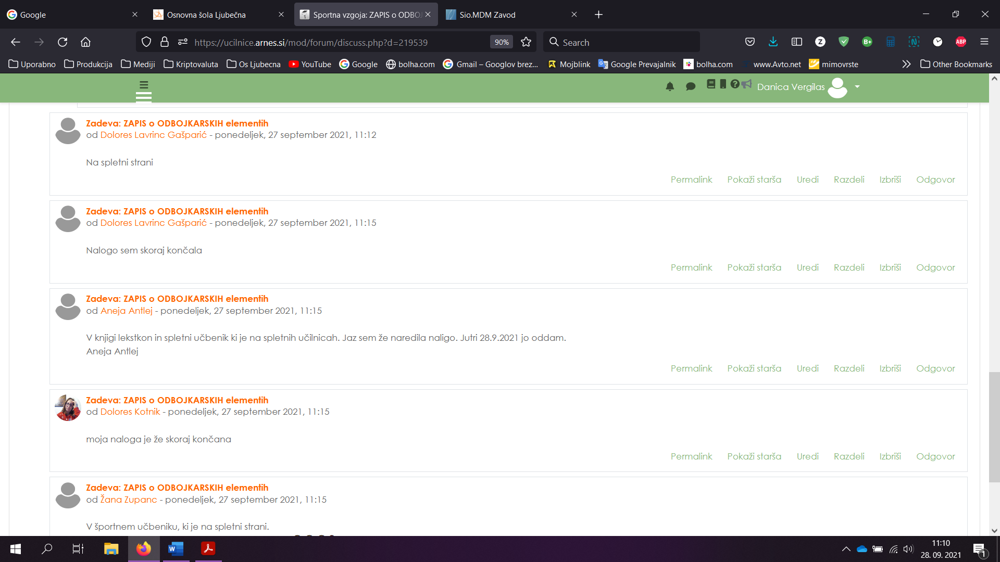 Google
Osnovna šola Ljubečna
Sportna vzgoja: ZAPIS o ODBOJ
Sio.MDM Zavod
https://ucilnice.arnes.si/mod/forum/discuss.php?d=219539
90%
Search
Z
B+
N
ABP
Uporabno
Produkcija
Mediji
Kriptovaluta
Os Ljubecna
YouTube
Google
bolha.com
Gmail – Googlov brez...
Mojblink
Google Prevajalnik
bolha.com
www.Avto.net
mimovrste
Other Bookmarks
Danica Vergilas
Zadeva: ZAPIS o ODBOJKARSKIH elementih
od Dolores Lavrinc Gašparić - ponedeljek, 27 september 2021, 11:12
Na spletni strani
Permalink Pokaži starša Uredi Razdeli Izbriši Odgovor
Zadeva: ZAPIS o ODBOJKARSKIH elementih
od Dolores Lavrinc Gašparić - ponedeljek, 27 september 2021, 11:15
Nalogo sem skoraj končala
Permalink Pokaži starša Uredi Razdeli Izbriši Odgovor
Zadeva: ZAPIS o ODBOJKARSKIH elementih
od Aneja Antlej - ponedeljek, 27 september 2021, 11:15
V knjigi lekstkon in spletni učbenik ki je na spletnih učilnicah. Jaz sem že naredila naligo. Jutri 28.9.2021 jo oddam.
Aneja Antlej
Permalink Pokaži starša Uredi Razdeli Izbriši Odgovor
Zadeva: ZAPIS o ODBOJKARSKIH elementih
od Dolores Kotnik - ponedeljek, 27 september 2021, 11:15
moja naloga je že skoraj končana
Permalink Pokaži starša Uredi Razdeli Izbriši Odgovor
Zadeva: ZAPIS o ODBOJKARSKIH elementih
od Žana Zupanc - ponedeljek, 27 september 2021, 11:15
V športnem učbeniku, ki je na spletni strani.
11:10
28. 09. 2021
1